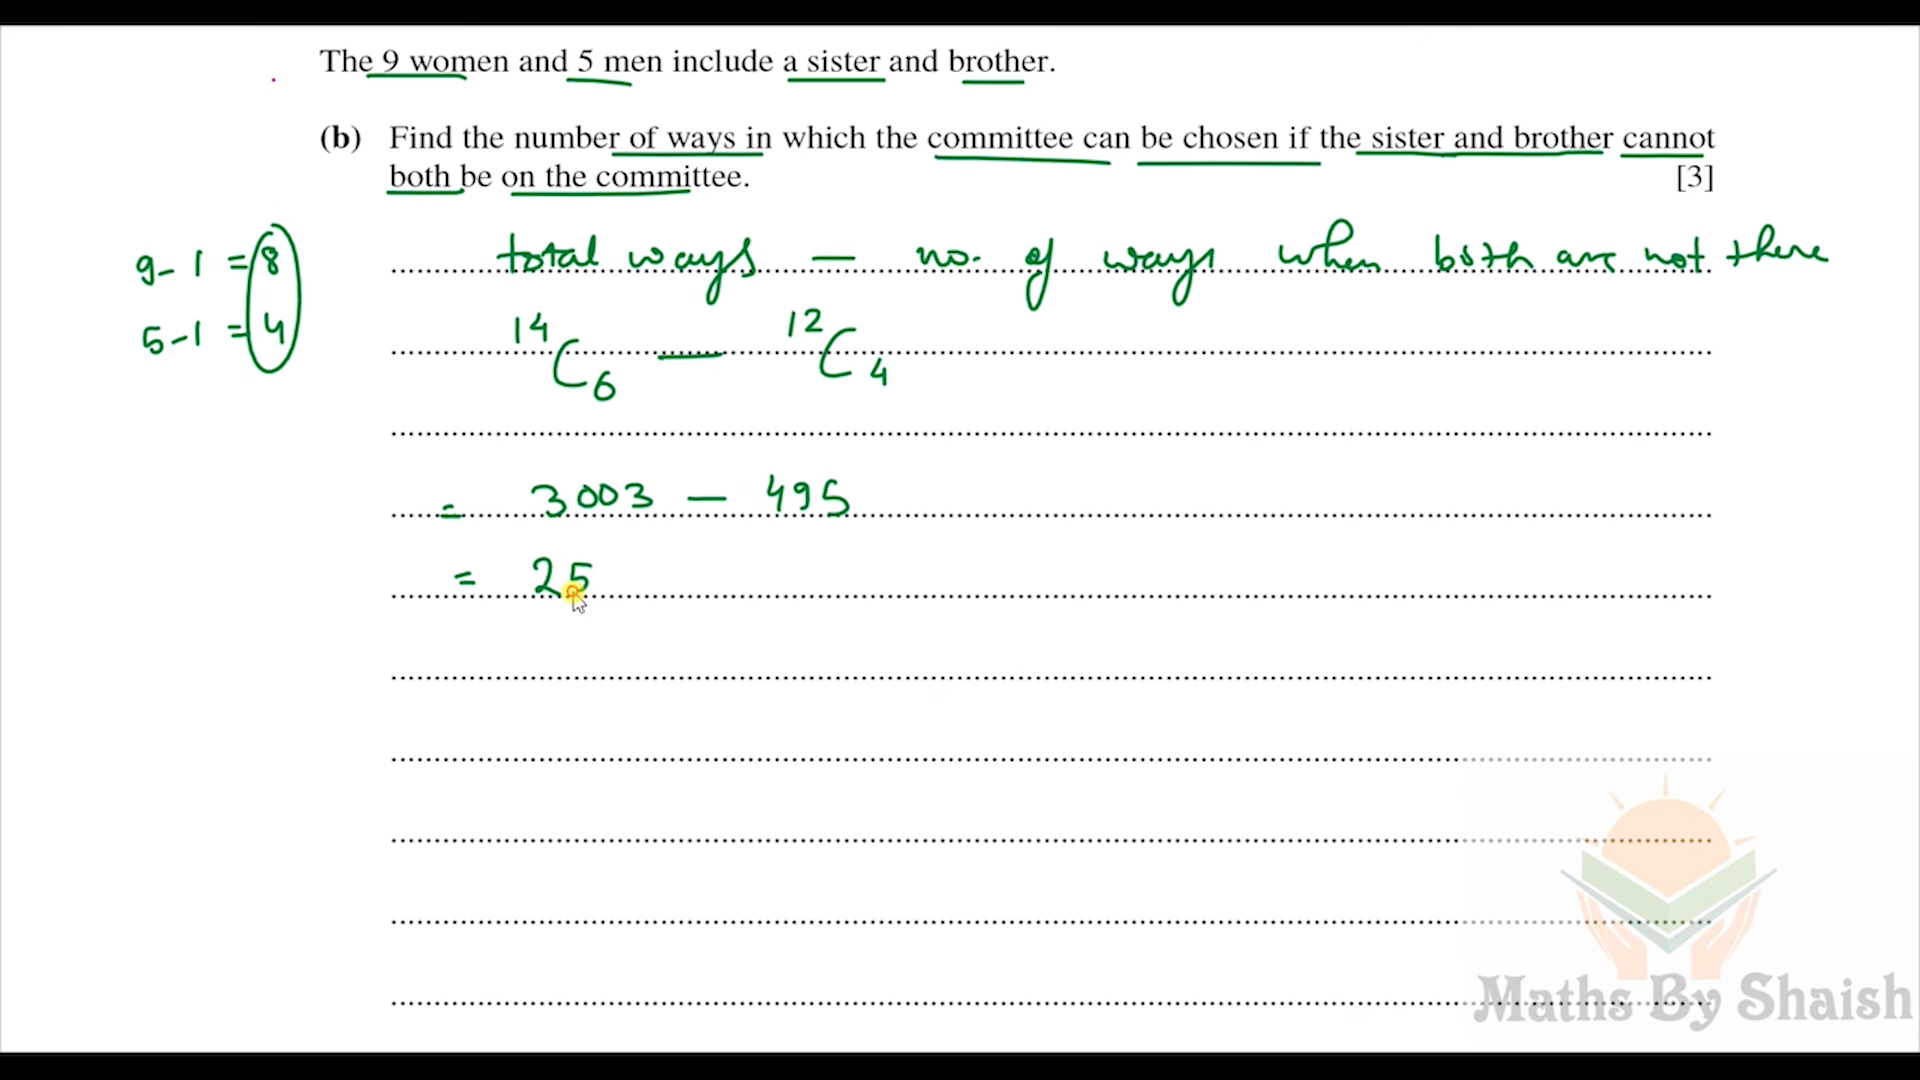 The 9 women and 5 men include a sister and brother.
(b) Find the number of ways in which the committee can be chosen if the sister and brother cannot
both be on the committee. [3]
9-1 = 8
total ways — no. of ways when both are not there
5-1 = 4
14C6 — 12C4
= 3003 — 495
= 25
Maths By Shaish